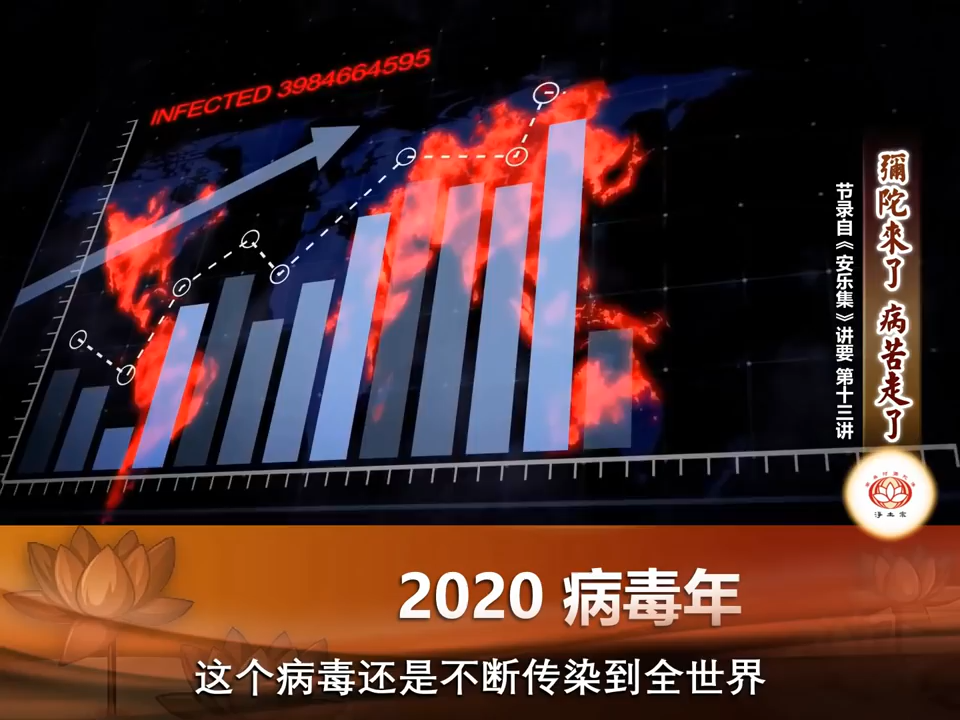 INFECTED 3984664595
彌陀來了 病苦走了
节录自《安乐集》讲要 第十三讲
净土宗
2020 病毒年
这个病毒还是不断传染到全世界